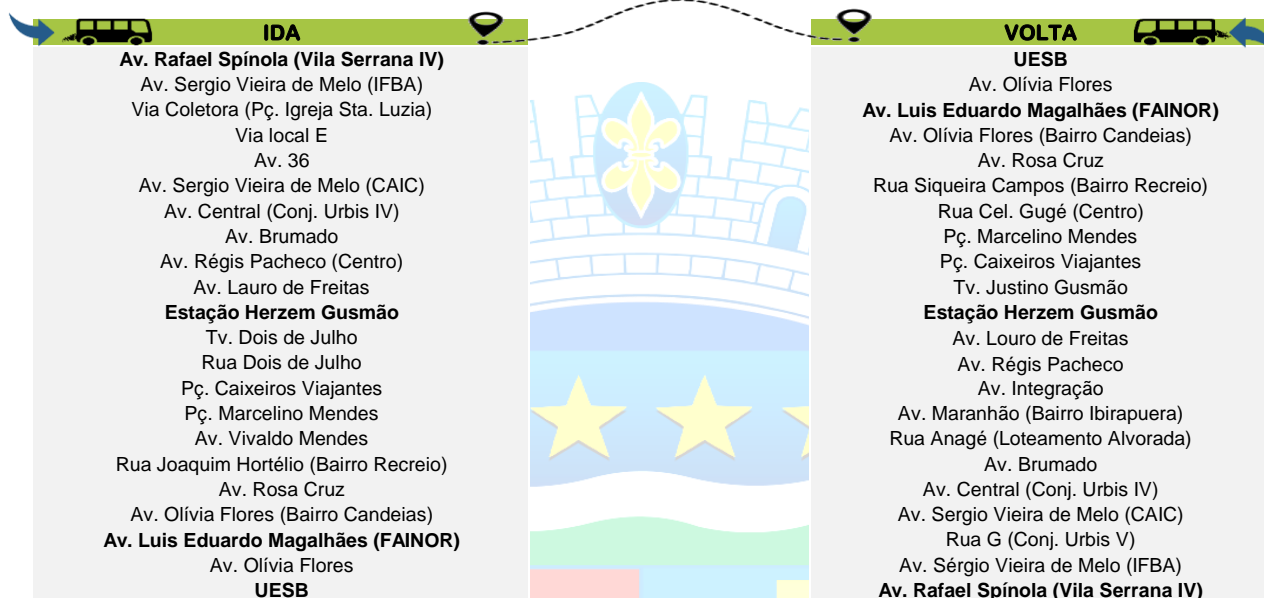 IDA
Av. Rafael Spínola (Vila Serrana IV)
Av. Sergio Vieira de Melo (IFBA)
Via Coletora (Pç. Igreja Sta. Luzia)
Via local E
Av. 36
Av. Sergio Vieira de Melo (CAIC)
Av. Central (Conj. Urbis IV)
Av. Brumado
Av. Régis Pacheco (Centro)
Av. Lauro de Freitas
Estação Herzem Gusmão
Tv. Dois de Julho
Rua Dois de Julho
Pç. Caixeiros Viajantes
Pç. Marcelino Mendes
Av. Vivaldo Mendes
Rua Joaquim Hortélio (Bairro Recreio)
Av. Rosa Cruz
Av. Olívia Flores (Bairro Candeias)
Av. Luis Eduardo Magalhães (FAINOR)
Av. Olívia Flores
UESB
VOLTA
UESB
Av. Olívia Flores
Av. Luis Eduardo Magalhães (FAINOR)
Av. Olívia Flores (Bairro Candeias)
Av. Rosa Cruz
Rua Siqueira Campos (Bairro Recreio)
Rua Cel. Gugé (Centro)
Pç. Marcelino Mendes
Pç. Caixeiros Viajantes
Tv. Justino Gusmão
Estação Herzem Gusmão
Av. Louro de Freitas
Av. Régis Pacheco
Av. Integração
Av. Maranhão (Bairro Ibirapuera)
Rua Anagé (Loteamento Alvorada)
Av. Brumado
Av. Central (Conj. Urbis IV)
Av. Sergio Vieira de Melo (CAIC)
Rua G (Conj. Urbis V)
Av. Sérgio Vieira de Melo (IFBA)
Av. Rafael Spínola (Vila Serrana IV)